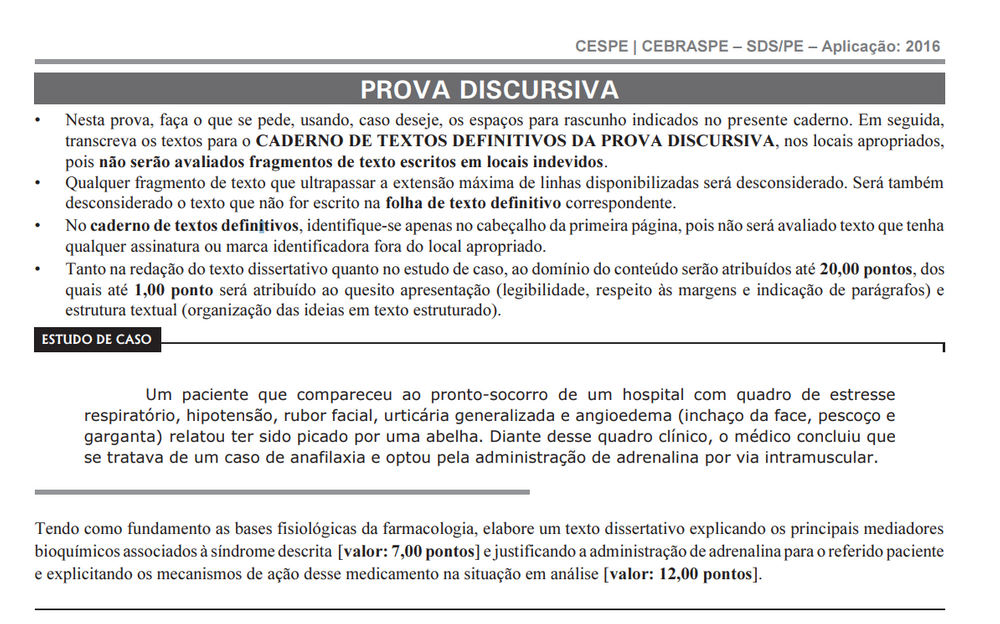 CESPE | CEBRASPE – SDS/PE – Aplicação: 2016
PROVA DISCURSIVA
• Nesta prova, faça o que se pede, usando, caso deseje, os espaços para rascunho indicados no presente caderno. Em seguida,
transcreva os textos para o CADERNO DE TEXTOS DEFINITIVOS DA PROVA DISCURSIVA, nos locais apropriados,
pois não serão avaliados fragmentos de texto escritos em locais indevidos.
• Qualquer fragmento de texto que ultrapassar a extensão máxima de linhas disponibilizadas será desconsiderado. Será também
desconsiderado o texto que não for escrito na folha de texto definitivo correspondente.
• No caderno de textos definitivos, identifique-se apenas no cabeçalho da primeira página, pois não será avaliado texto que tenha
qualquer assinatura ou marca identificadora fora do local apropriado.
• Tanto na redação do texto dissertativo quanto no estudo de caso, ao domínio do conteúdo serão atribuídos até 20,00 pontos, dos
quais até 1,00 ponto será atribuído ao quesito apresentação (legibilidade, respeito às margens e indicação de parágrafos) e
estrutura textual (organização das ideias em texto estruturado).
ESTUDO DE CASO
Um paciente que compareceu ao pronto-socorro de um hospital com quadro de estresse
respiratório, hipotensão, rubor facial, urticária generalizada e angioedema (inchaço da face, pescoço e
garganta) relatou ter sido picado por uma abelha. Diante desse quadro clínico, o médico concluiu que
se tratava de um caso de anafilaxia e optou pela administração de adrenalina por via intramuscular.
Tendo como fundamento as bases fisiológicas da farmacologia, elabore um texto dissertativo explicando os principais mediadores
bioquímicos associados à síndrome descrita [valor: 7,00 pontos] e justificando a administração de adrenalina para o referido paciente
e explicitando os mecanismos de ação desse medicamento na situação em análise [valor: 12,00 pontos].